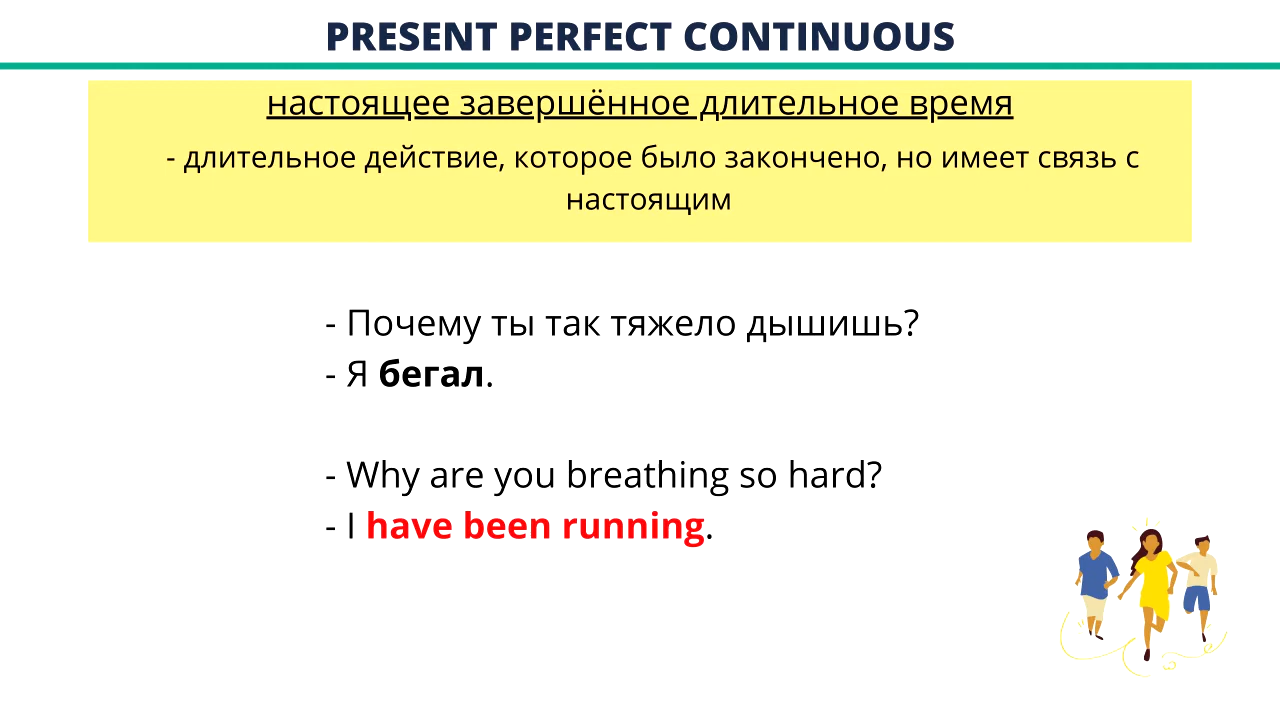 PRESENT PERFECT CONTINUOUS
настоящее завершённое длительное время
- длительное действие, которое было закончено, но имеет связь с
настоящим
- Почему ты так тяжело дышишь?
- Я бегал.
- Why are you breathing so hard?
- I have been running.